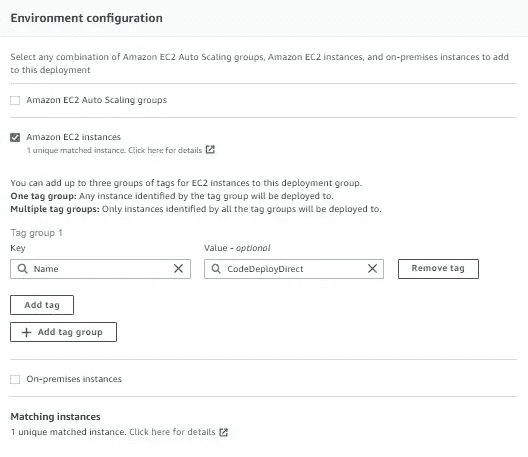 Environment configuration
Select any combination of Amazon EC2 Auto Scaling groups, Amazon EC2 instances, and on-premises instances to add
to this deployment
Amazon EC2 Auto Scaling groups
Amazon EC2 instances
1 unique matched instance. Click here for details
You can add up to three groups of tags for EC2 instances to this deployment group.
One tag group: Any instance identified by the tag group will be deployed to.
Multiple tag groups: Only instances identified by all the tag groups will be deployed to.
Tag group 1
Key Value - optional
Name CodeDeployDirect Remove tag
Add tag
+ Add tag group
On-premises instances
Matching instances
1 unique matched instance. Click here for details